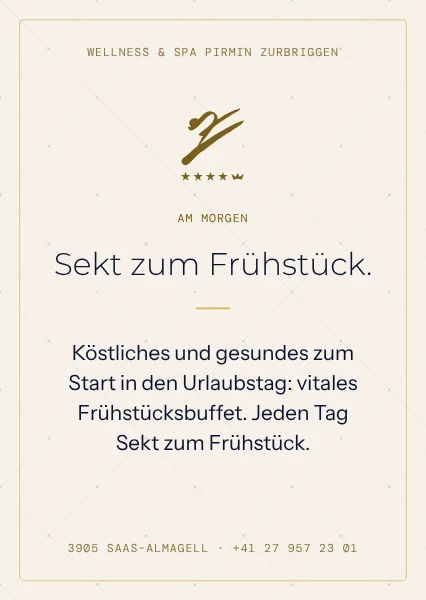 WELLNESS & SPA PIRMIN ZURBRIGGEN
AM MORGEN
Sekt zum Frühstück.
Köstliches und gesundes zum
Start in den Urlaubstag: vitales
Frühstücksbuffet. Jeden Tag
Sekt zum Frühstück.
3905 SAAS-ALMAGELL · +41 27 957 23 01